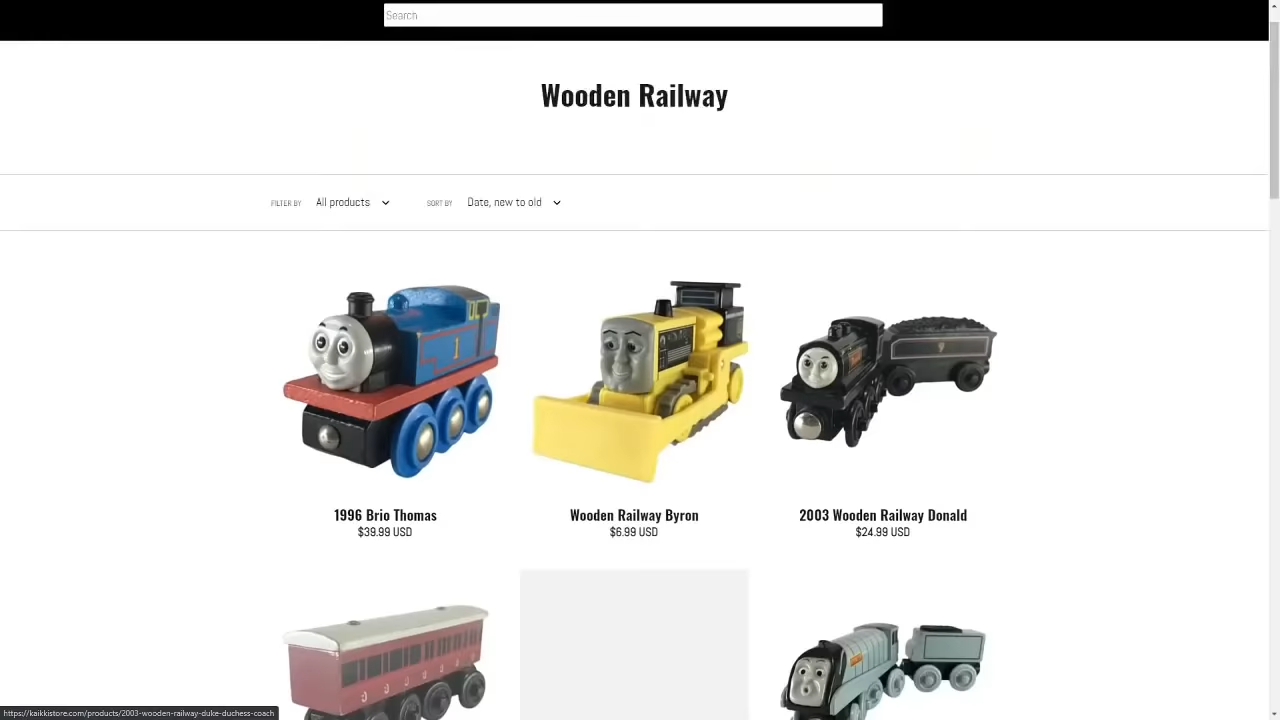 Search
Wooden Railway
FILTER BY All products SORT BY Date, new to old
1
9
1996 Brio Thomas
$39.99 USD
Wooden Railway Byron
$6.99 USD
2003 Wooden Railway Donald
$24.99 USD
https://kaikkistore.com/products/2003-wooden-railway-duke-duchess-coach